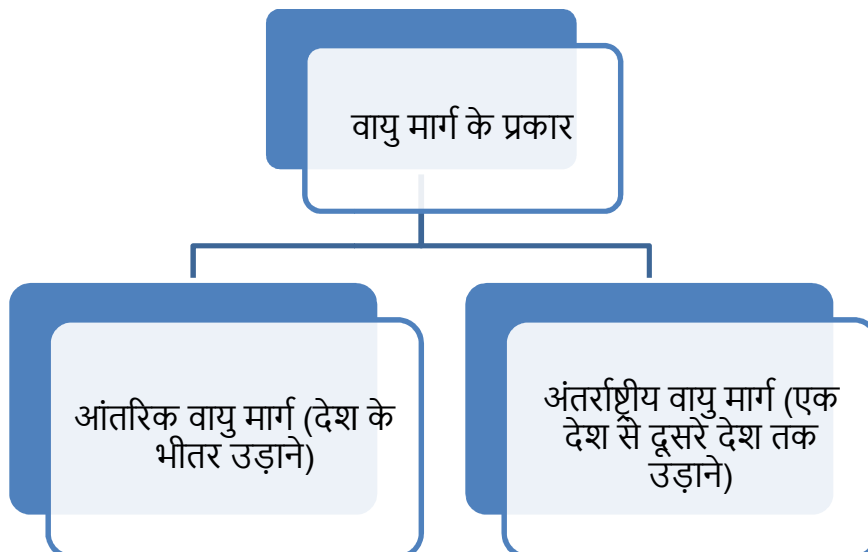 वायु मार्ग के प्रकार
आंतरिक वायु मार्ग (देश के
भीतर उड़ाने)
अंतर्राष्ट्रीय वायु मार्ग (एक
देश से दूसरे देश तक
उड़ाने)